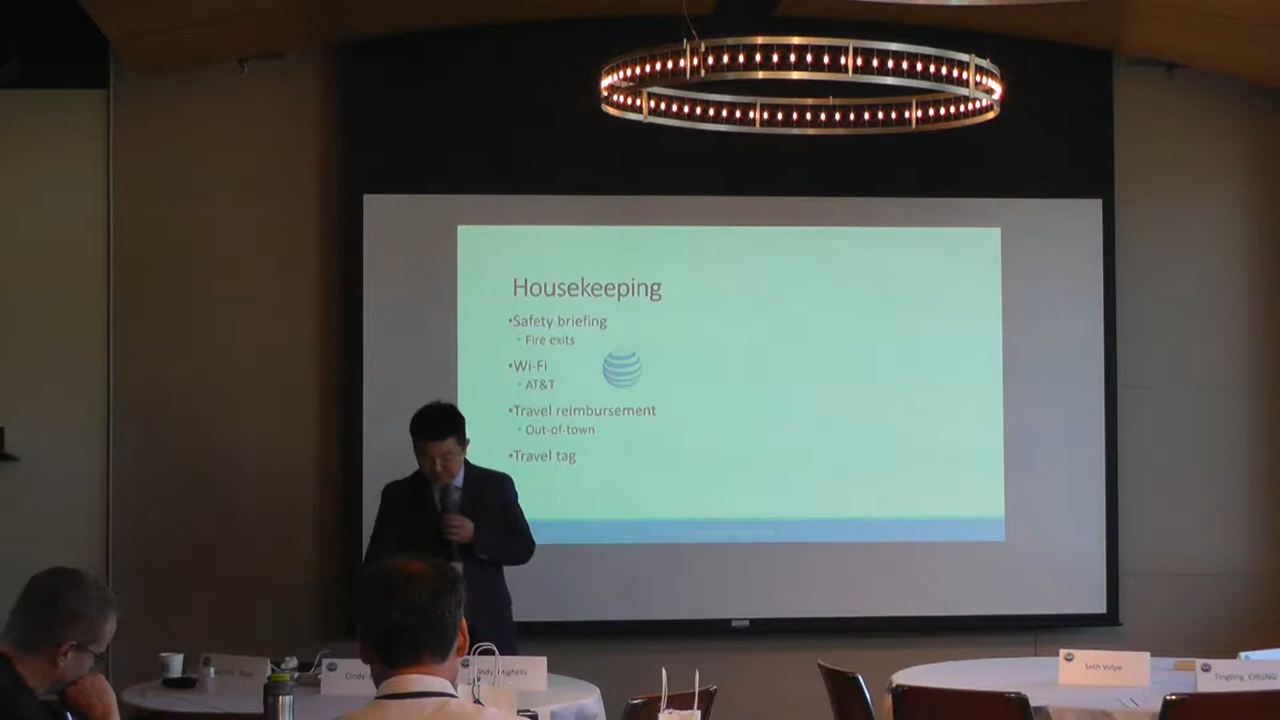 Housekeeping
•Safety briefing
• Fire exits
•Wi-Fi
• AT&T
•Travel reimbursement
• Out-of-town
•Travel tag
Cindy
Seth Volpe
Tingting CHUNG